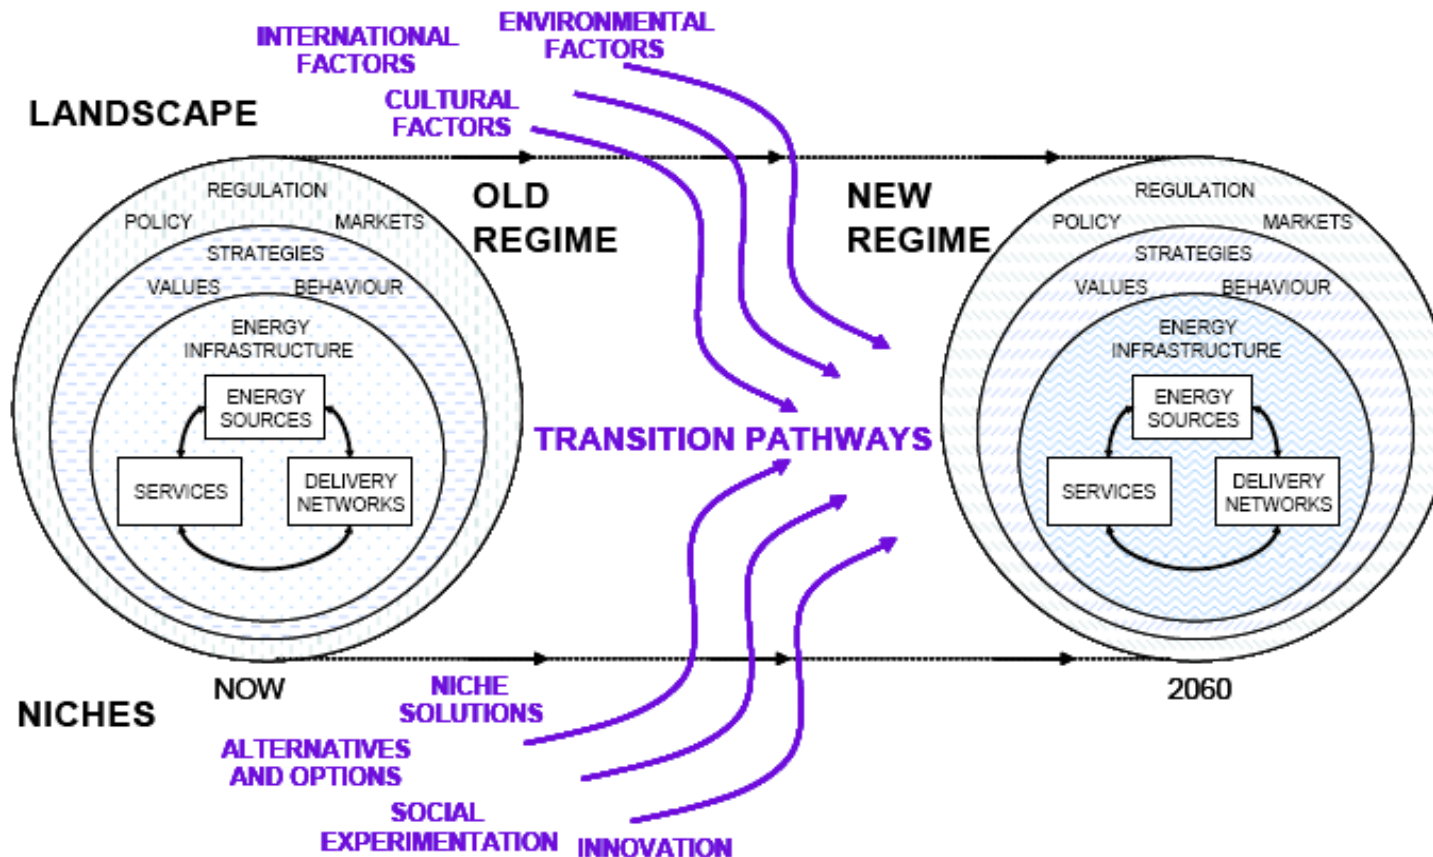 INTERNATIONAL
FACTORS
ENVIRONMENTAL
FACTORS
CULTURAL
FACTORS
LANDSCAPE
REGULATION
POLICY
MARKETS
STRATEGIES
VALUES
BEHAVIOUR
ENERGY
INFRASTRUCTURE
ENERGY
SOURCES
SERVICES
DELIVERY
NETWORKS
OLD
REGIME
NEW
REGIME
TRANSITION PATHWAYS
REGULATION
POLICY
MARKETS
STRATEGIES
VALUES
BEHAVIOUR
ENERGY
INFRASTRUCTURE
ENERGY
SOURCES
SERVICES
DELIVERY
NETWORKS
NOW
2060
NICHES
NICHE
SOLUTIONS
ALTERNATIVES
AND OPTIONS
SOCIAL
EXPERIMENTATION
INNOVATION